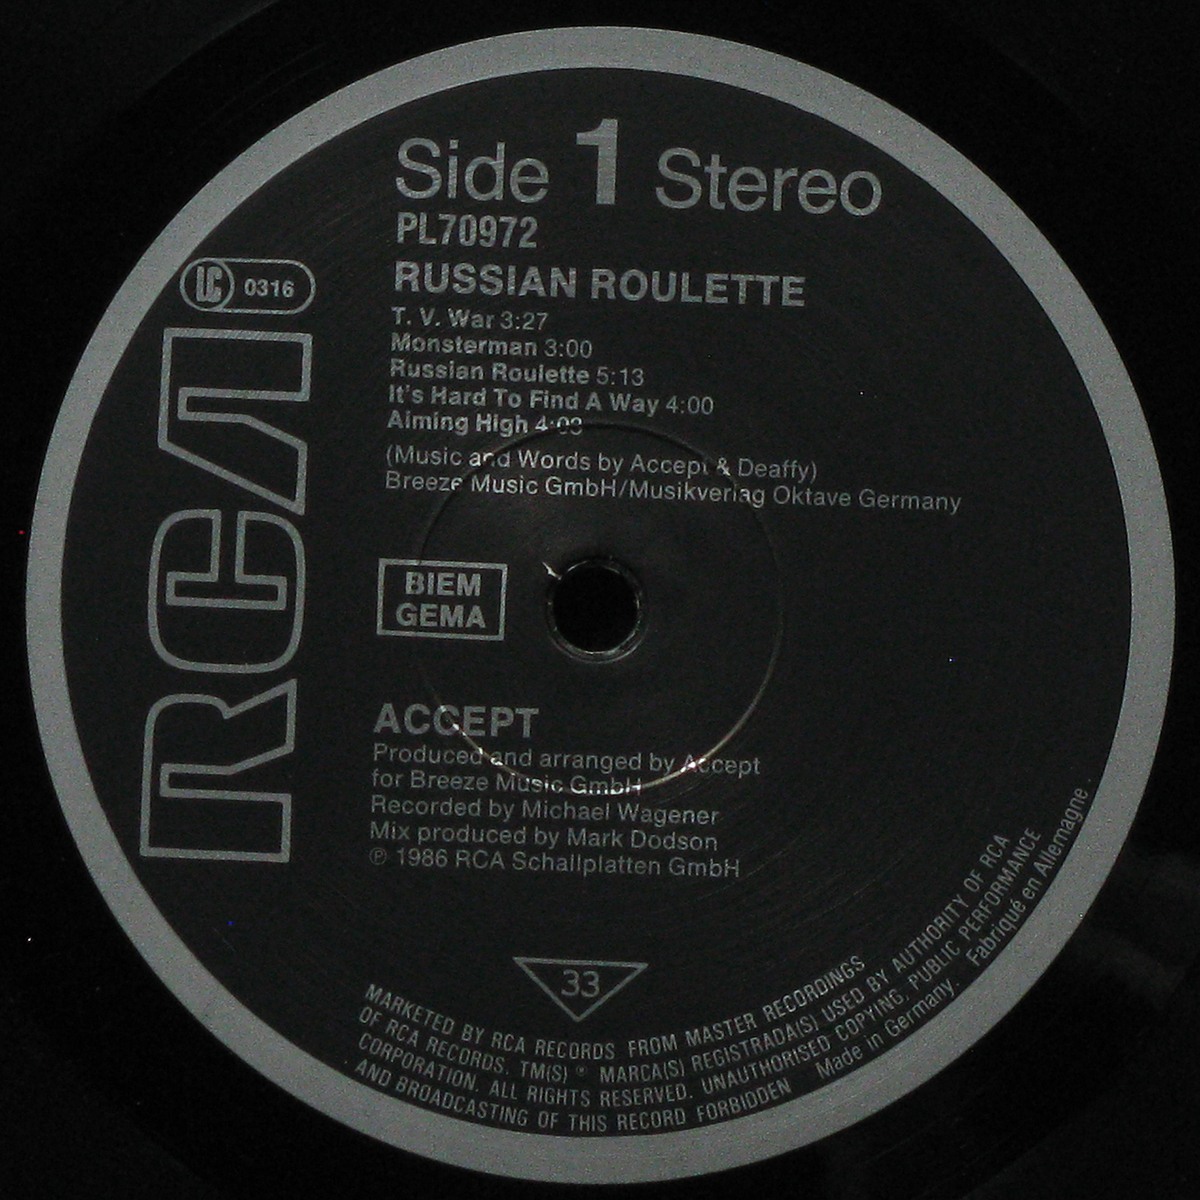 Side 1 Stereo
PL70972
RUSSIAN ROULETTE
LC 0316
T. V. War 3:27
Monsterman 3:00
Russian Roulette 5:13
It's Hard To Find A Way 4:00
Aiming High
(Music and Words by Accept & Deaffy)
Breeze Music GmbH/Musikverlag Oktave Germany
RCA
BIEM
GEMA
ACCEPT
Produced and arranged by Accept
for Breeze Music GmbH
Recorded by Michael Wagener
Mix produced by Mark Dodson
℗ 1986 RCA Schallplatten GmbH
33
MARKETED BY RCA RECORDS FROM MASTER RECORDINGS
OF RCA RECORDS. TM(S) ® MARCA(S) REGISTRADA(S) USED BY AUTHORITY OF RCA
CORPORATION. ALL RIGHTS RESERVED. UNAUTHORISED COPYING, PUBLIC PERFORMANCE
AND BROADCASTING OF THIS RECORD FORBIDDEN Made in Germany. Fabriqué en Allemagne